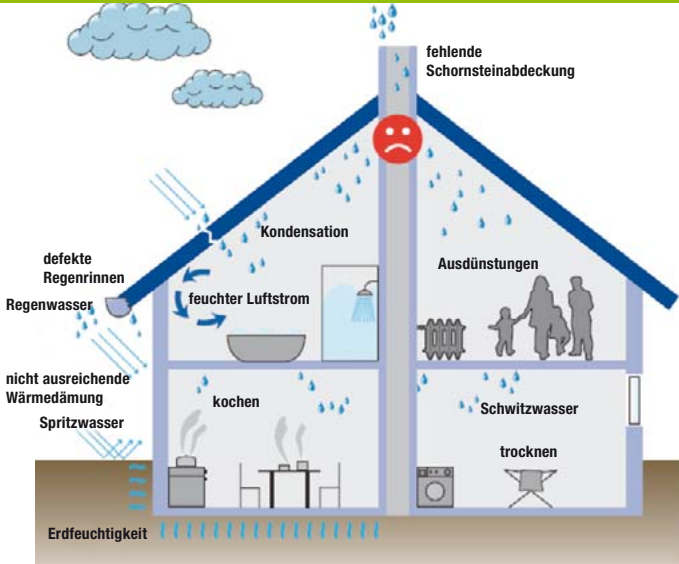 fehlende
Schornsteinabdeckung
Kondensation
defekte
Regenrinnen
Ausdünstungen
Regenwasser
feuchter Luftstrom
nicht ausreichende
Wärmedämung
kochen
Schwitzwasser
Spritzwasser
trocknen
Erdfeuchtigkeit